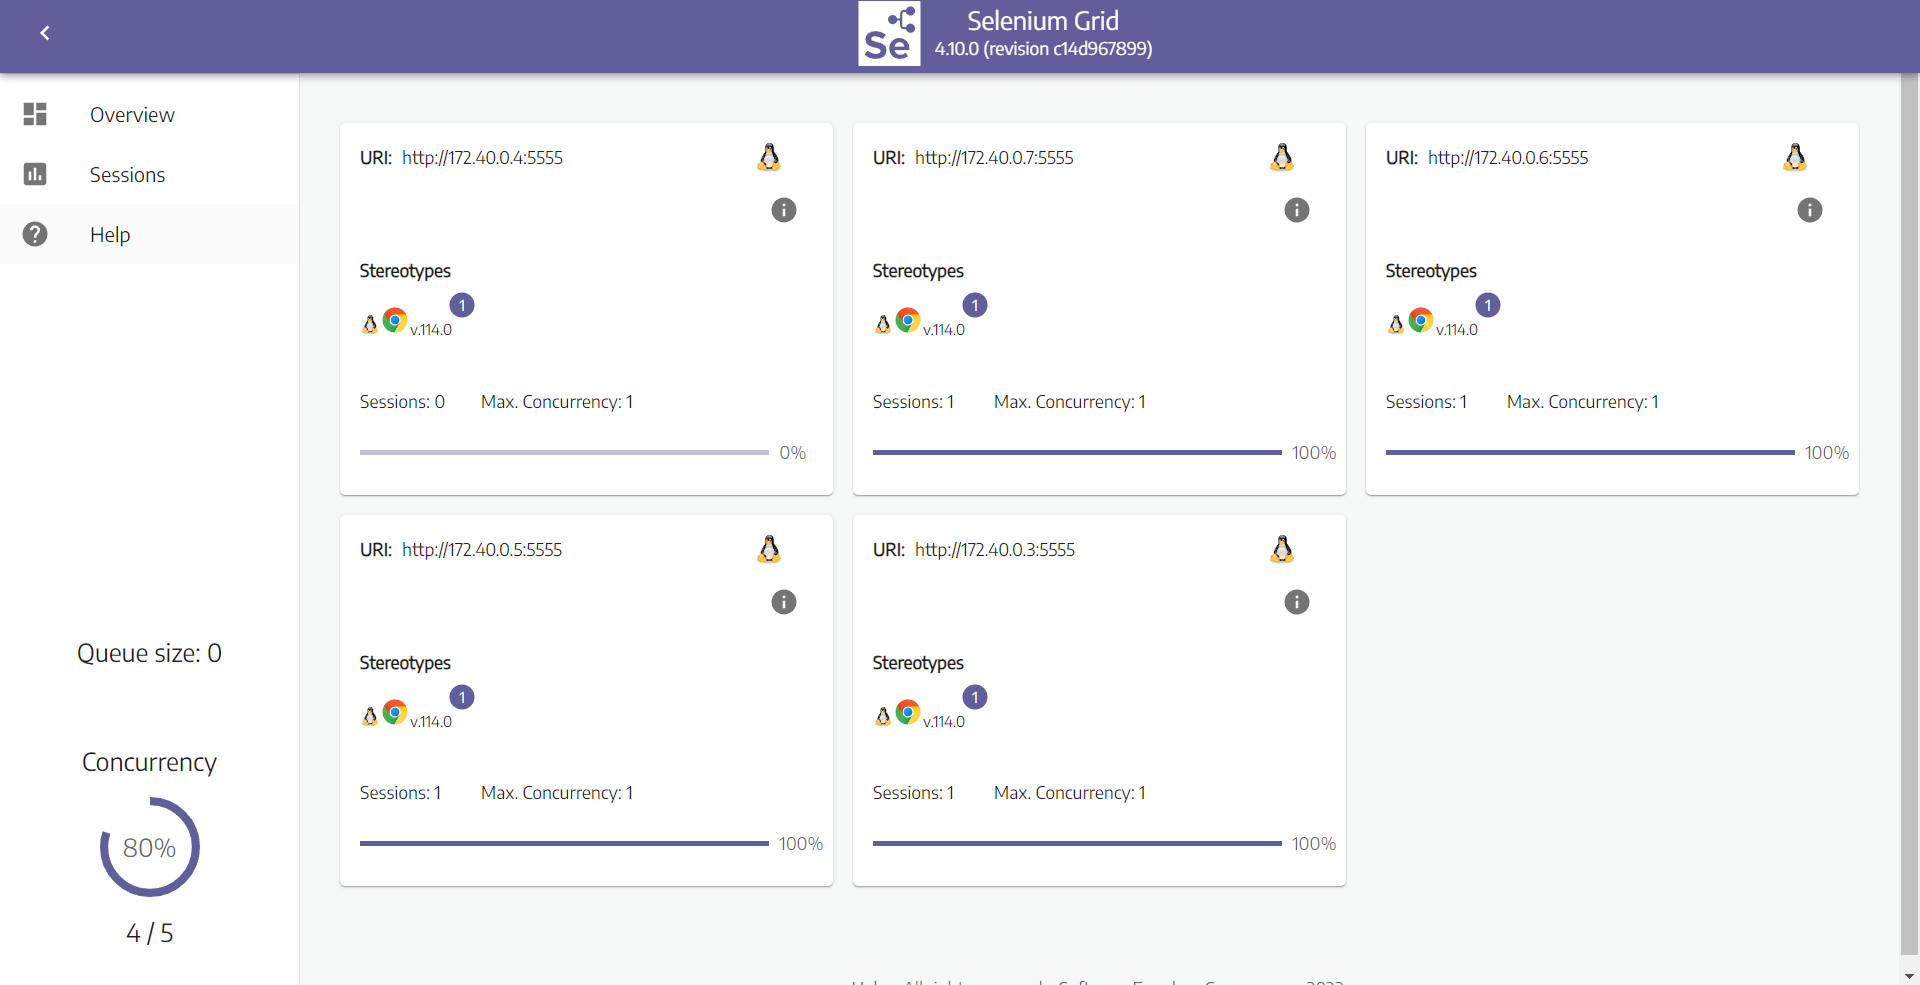 Se
Selenium Grid
4.10.0 (revision c14d967899)
Overview
Sessions
Help
Queue size: 0
Concurrency
80%
4 / 5
URI: http://172.40.0.4:5555
Stereotypes
v.114.0
1
Sessions: 0 Max. Concurrency: 1
0%
URI: http://172.40.0.7:5555
Stereotypes
v.114.0
1
Sessions: 1 Max. Concurrency: 1
100%
URI: http://172.40.0.6:5555
Stereotypes
v.114.0
1
Sessions: 1 Max. Concurrency: 1
100%
URI: http://172.40.0.5:5555
Stereotypes
v.114.0
1
Sessions: 1 Max. Concurrency: 1
100%
URI: http://172.40.0.3:5555
Stereotypes
v.114.0
1
Sessions: 1 Max. Concurrency: 1
100%